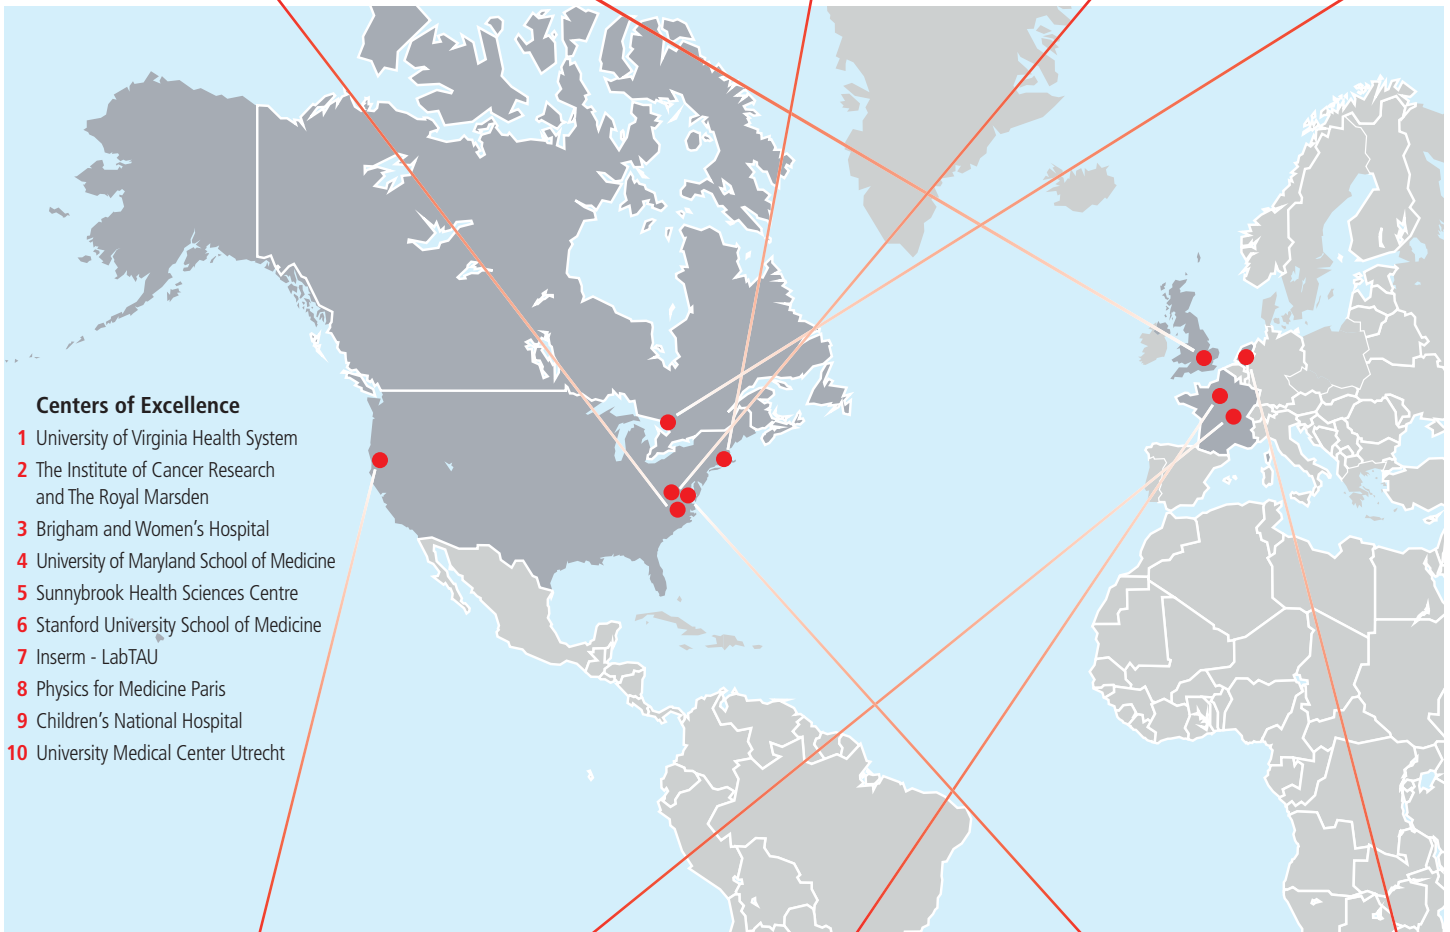 Centers of Excellence
1 University of Virginia Health System
2 The Institute of Cancer Research
and The Royal Marsden
3 Brigham and Women's Hospital
4 University of Maryland School of Medicine
5 Sunnybrook Health Sciences Centre
6 Stanford University School of Medicine
7 Inserm - LabTAU
8 Physics for Medicine Paris
9 Children's National Hospital
10 University Medical Center Utrecht